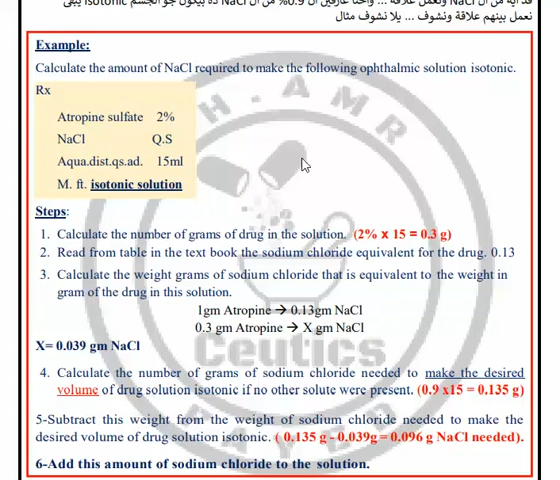 نعمل بينهم علاقة ونشوف ... يلا نشوف مثال
Example:
Calculate the amount of NaCl required to make the following ophthalmic solution isotonic.
Rx
Atropine sulfate 2%
NaCl Q.S
Aqua.dist.qs.ad. 15ml
M. ft. isotonic solution
Steps:
1. Calculate the number of grams of drug in the solution. (2% x 15 = 0.3 g)
2. Read from table in the text book the sodium chloride equivalent for the drug. 0.13
3. Calculate the weight grams of sodium chloride that is equivalent to the weight in
gram of the drug in this solution.
1gm Atropine → 0.13gm NaCl
0.3 gm Atropine → X gm NaCl
X= 0.039 gm NaCl
4. Calculate the number of grams of sodium chloride needed to make the desired
volume of drug solution isotonic if no other solute were present. (0.9 x15 = 0.135 g)
5-Subtract this weight from the weight of sodium chloride needed to make the
desired volume of drug solution isotonic. ( 0.135 g - 0.039g = 0.096 g NaCl needed).
6-Add this amount of sodium chloride to the solution.
H. AMR
Ceutics
FAYED